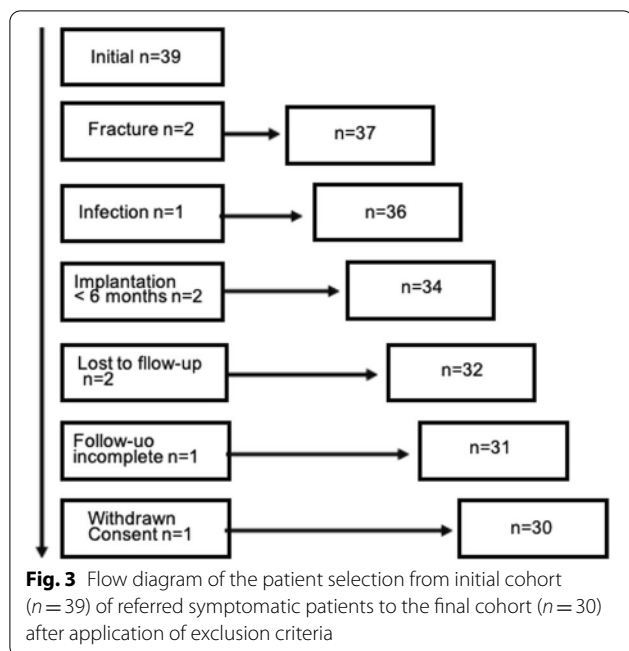 Initial n=39
Fracture n=2
n=37
Infection n=1
n=36
Implantation
< 6 months n=2
n=34
Lost to fllow-up
n=2
n=32
Follow-uo
incomplete n=1
n=31
Withdrawn
Consent n=1
n=30
Fig. 3 Flow diagram of the patient selection from initial cohort
(n = 39) of referred symptomatic patients to the final cohort (n = 30)
after application of exclusion criteria